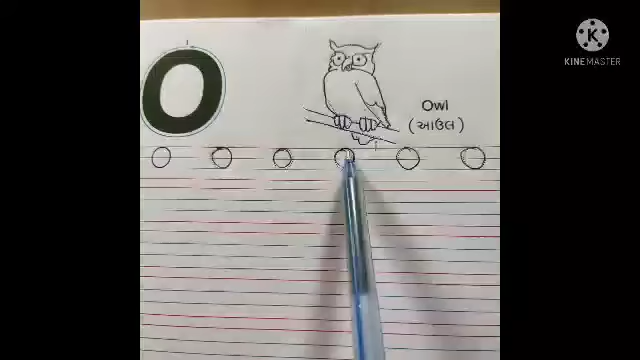 O
Owl
(આઉલ)
O O O O O O
K
KINEMASTER